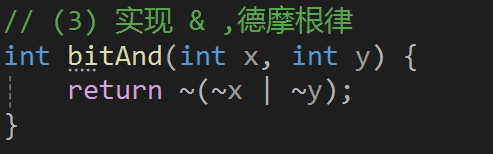 // (3) 实现 & ,德摩根律
int bitAnd(int x, int y) {
    return ~(~x | ~y);
}